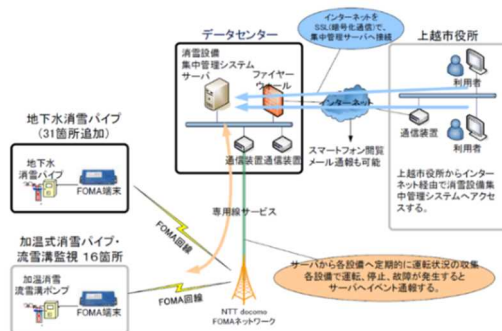 データセンター
消雪設備
集中管理システム
サーバ
ファイヤー
ウォール
通信装置
通信装置
インターネットを
SSL(暗号化通信)で、
集中管理サーバへ接続
インターネット
スマートフォン閲覧
メール通報も可能
上越市役所
利用者
通信装置
利用者
上越市役所からインター
ネット経由で消雪設備集
中管理システムへアクセ
スする。
地下水消雪パイプ
(31箇所追加)
地下水
消雪パイプ
FOMA端末
FOMA回線
専用線サービス
加温式消雪パイプ・
流雪溝監視 16箇所
加温消雪
流雪溝ポンプ
FOMA端末
FOMA回線
NTT docomo
FOMAネットワーク
サーバから各設備へ定期的に運転状況の収集
各設備で運転、停止、故障が発生すると
サーバへイベント通報する。